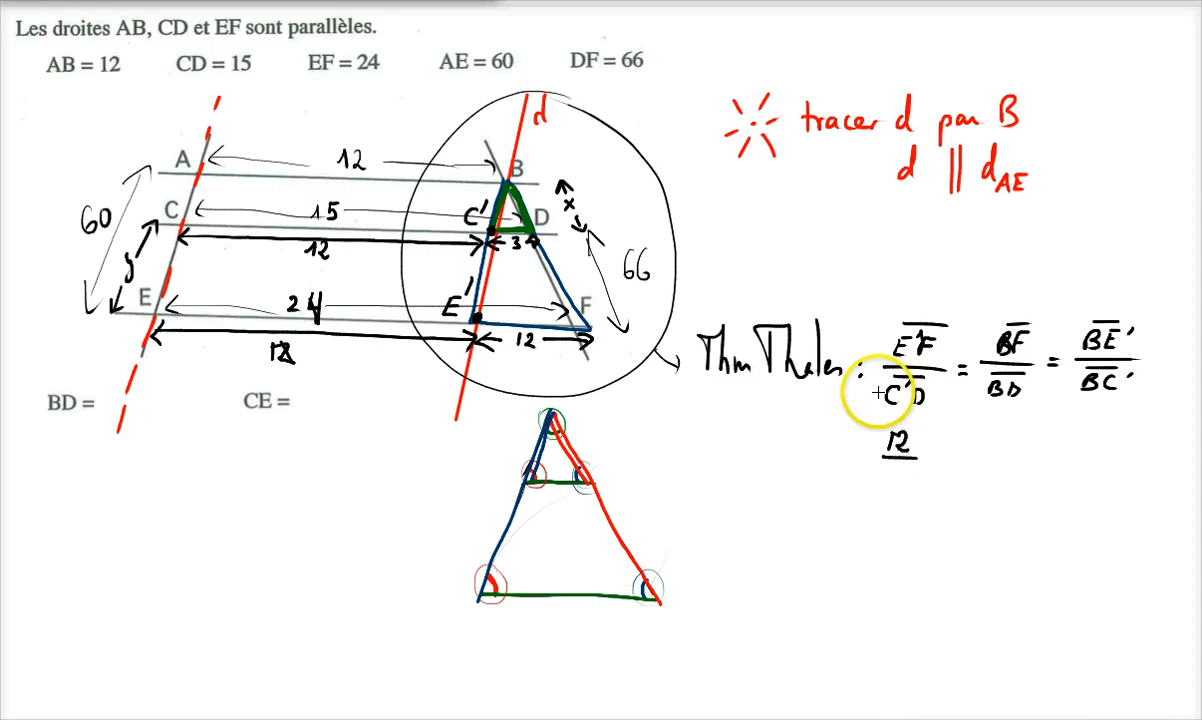 Les droites AB, CD et EF sont parallèles.
AB = 12 CD = 15 EF = 24 AE = 60 DF = 66
d
tracer d par B
d || d AE
A 12 B
60 C 15 C' D x
12 3
y 66
E 24 E' F
12 12
Thm Thales : E'F / C'D = BF / BD = BE' / BC'
12
BD = CE =